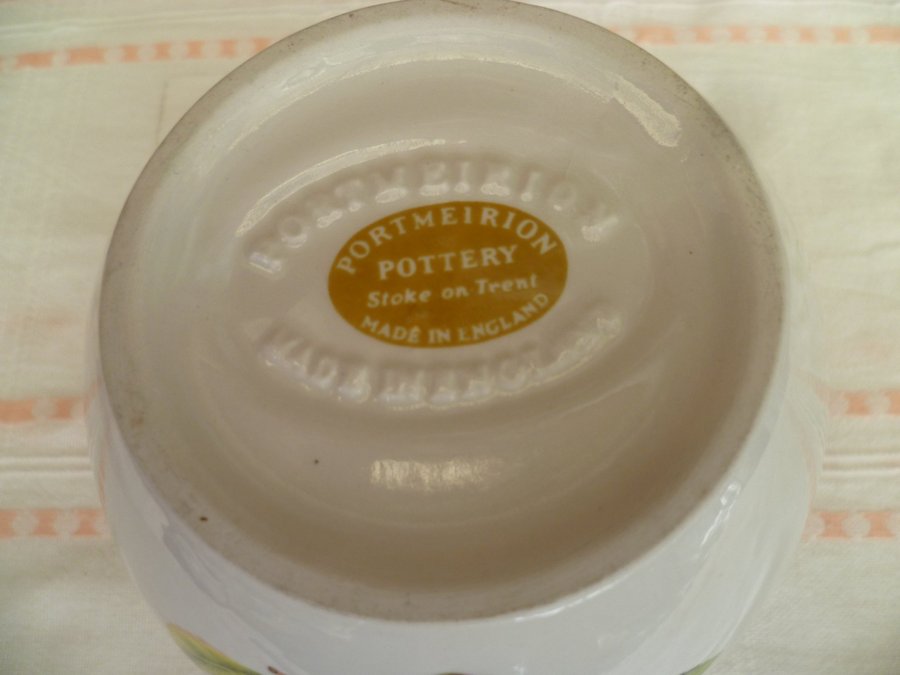 PORTMEIRION
PORTMEIRION
POTTERY
Stoke on Trent
MADE IN ENGLAND
MADE IN ENGLAND